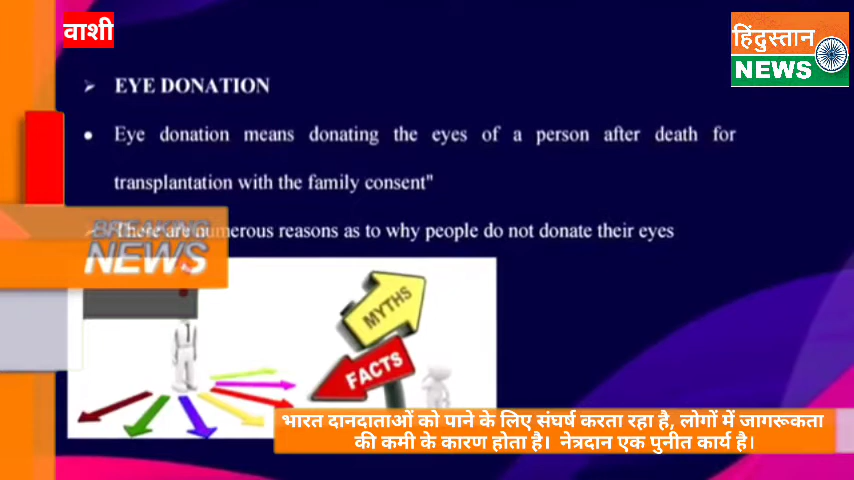 वाशी
हिंदुस्तान
NEWS
➢ EYE DONATION
• Eye donation means donating the eyes of a person after death for
transplantation with the family consent"
➢ There are numerous reasons as to why people do not donate their eyes
BREAKING
NEWS
MYTHS
FACTS
भारत दानदाताओं को पाने के लिए संघर्ष करता रहा है, लोगों में जागरूकता
की कमी के कारण होता है। नेत्रदान एक पुनीत कार्य है।